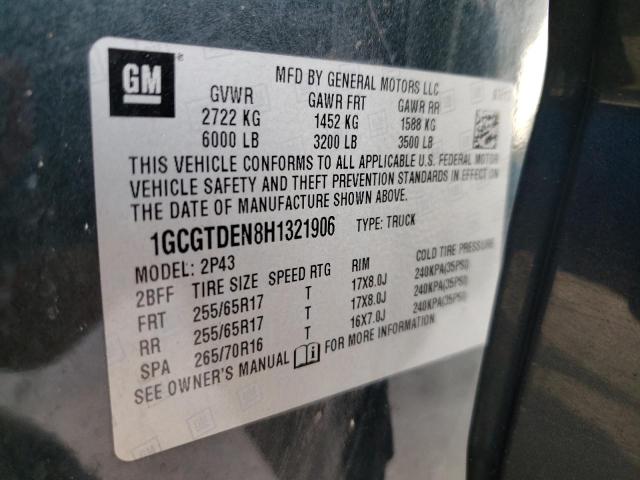 GM
MFD BY GENERAL MOTORS LLC
GVWR GAWR FRT GAWR RR
2722 KG 1452 KG 1588 KG
6000 LB 3200 LB 3500 LB
THIS VEHICLE CONFORMS TO ALL APPLICABLE U.S. FEDERAL MOTOR
VEHICLE SAFETY AND THEFT PREVENTION STANDARDS IN EFFECT ON
THE DATE OF MANUFACTURE SHOWN ABOVE.
1GCGTDEN8H1321906 TYPE: TRUCK
MODEL: 2P43
2BFF TIRE SIZE SPEED RTG RIM COLD TIRE PRESSURE
FRT 255/65R17 T 17X8.0J 240KPA(35PSI)
RR 255/65R17 T 17X8.0J 240KPA(35PSI)
SPA 265/70R16 T 16X7.0J 240KPA(35PSI)
SEE OWNER'S MANUAL FOR MORE INFORMATION